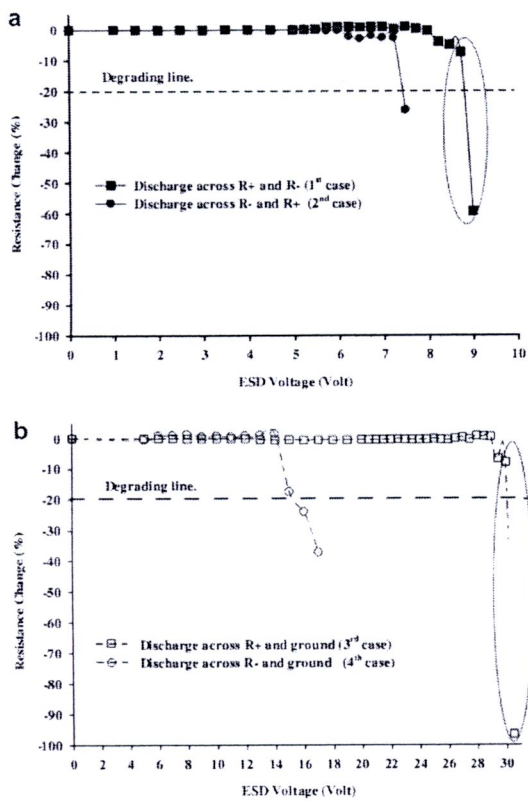 a
0
-10
Degrading line.
-20
-30
-40
-50
-60
-70
-80
-90
-100
Resistance Change (%)
Discharge across R+ and R- (1st case)
Discharge across R- and R+ (2nd case)
0 1 2 3 4 5 6 7 8 9 10
ESD Voltage (Volt)
b
0
-10
Degrading line.
-20
-30
-40
-50
-60
-70
-80
-90
-100
Resistance Change (%)
Discharge across R+ and ground (3rd case)
Discharge across R- and ground (4th case)
0 2 4 6 8 10 12 14 16 18 20 22 24 26 28 30
ESD Voltage (Volt)